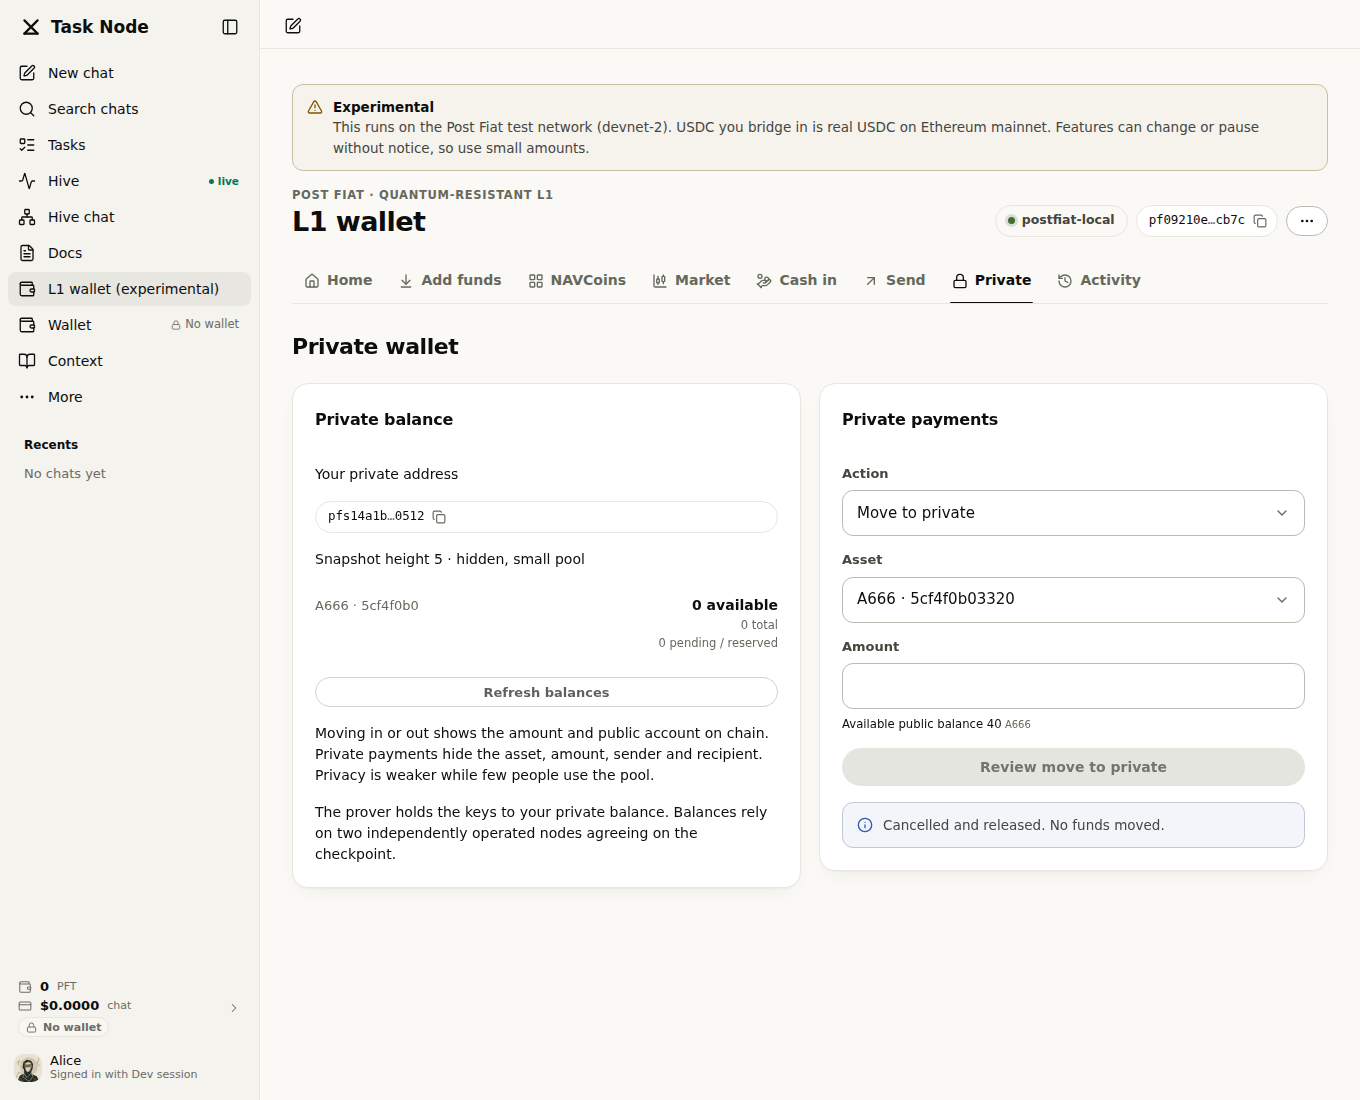 Task Node
New chat
Search chats
Tasks
Hive
live
Hive chat
Docs
L1 wallet (experimental)
Wallet
No wallet
Context
More
Recents
No chats yet
0 PFT
$0.0000 chat
No wallet
Alice
Signed in with Dev session
Experimental
This runs on the Post Fiat test network (devnet-2). USDC you bridge in is real USDC on Ethereum mainnet. Features can change or pause
without notice, so use small amounts.
POST FIAT · QUANTUM-RESISTANT L1
L1 wallet
postfiat-local
pf09210e…cb7c
Home
Add funds
NAVCoins
Market
Cash in
Send
Private
Activity
Private wallet
Private balance
Your private address
pfs14a1b…0512
Snapshot height 5 · hidden, small pool
A666 · 5cf4f0b0
0 available
0 total
0 pending / reserved
Refresh balances
Moving in or out shows the amount and public account on chain.
Private payments hide the asset, amount, sender and recipient.
Privacy is weaker while few people use the pool.
The prover holds the keys to your private balance. Balances rely
on two independently operated nodes agreeing on the
checkpoint.
Private payments
Action
Move to private
Asset
A666 · 5cf4f0b03320
Amount
Available public balance 40 A666
Review move to private
Cancelled and released. No funds moved.